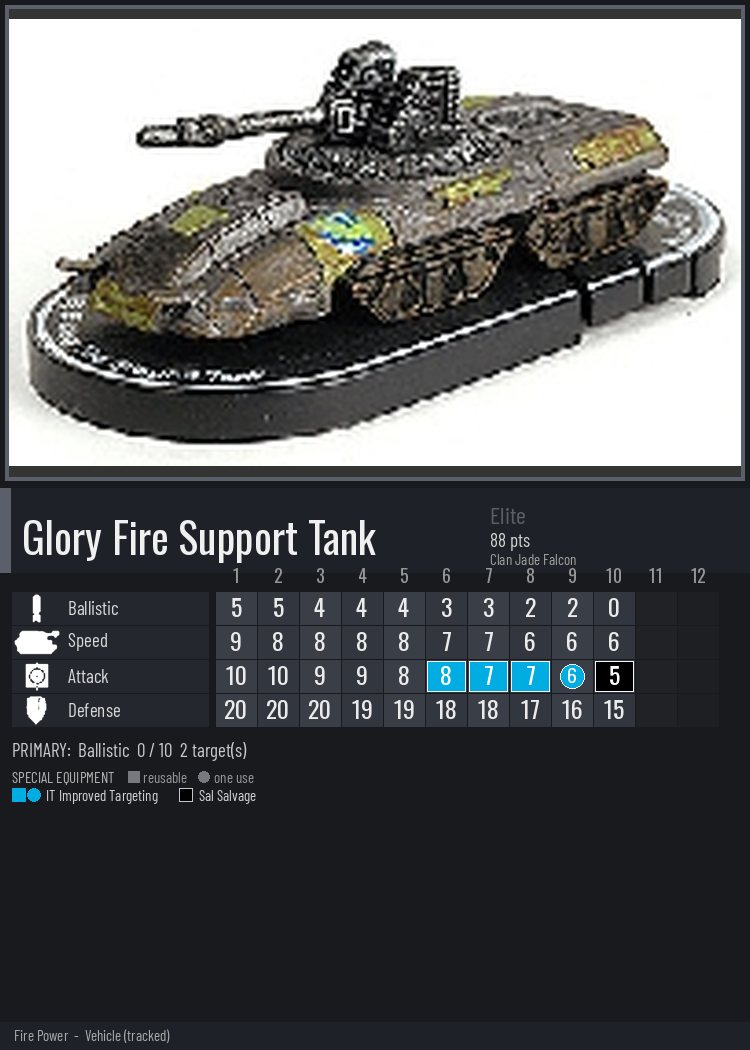 Glory Fire Support Tank
Elite
88 pts
Clan Jade Falcon
1 2 3 4 5 6 7 8 9 10 11 12
Ballistic 5 5 4 4 4 3 3 2 2 0
Speed 9 8 8 8 8 7 7 6 6 6
Attack 10 10 9 9 8 8 7 7 6 5
Defense 20 20 20 19 19 18 18 17 16 15
PRIMARY: Ballistic 0 / 10 2 target(s)
SPECIAL EQUIPMENT reusable one use
IT Improved Targeting Sal Salvage
Fire Power - Vehicle (tracked)